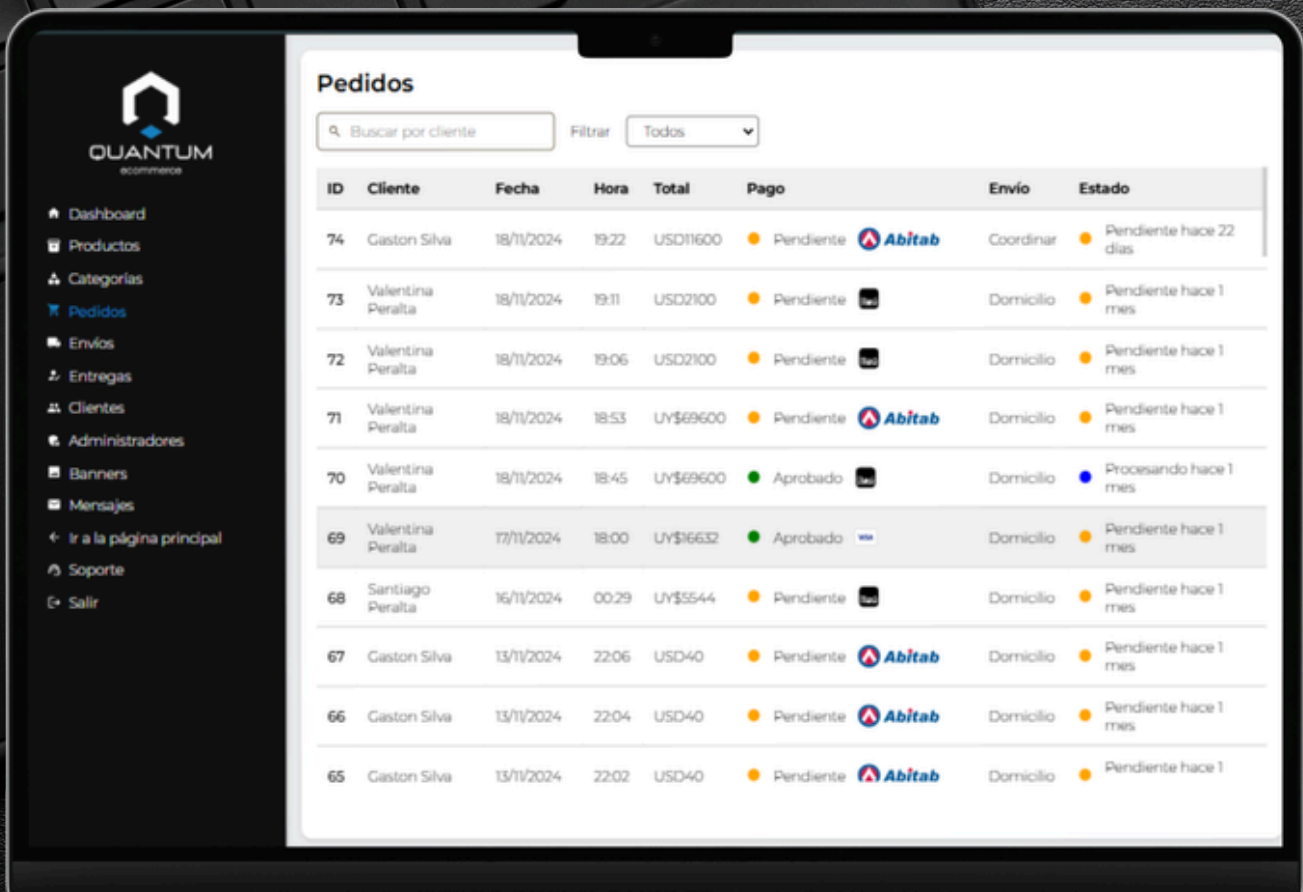 QUANTUM
ecommerce
Dashboard
Productos
Categorías
Pedidos
Envíos
Entregas
Clientes
Administradores
Banners
Mensajes
Ir a la página principal
Soporte
Salir
Pedidos
Buscar por cliente Filtrar Todos
ID Cliente Fecha Hora Total Pago Envío Estado
74 Gaston Silva 18/11/2024 19:22 USD11600 Pendiente Abitab Coordinar Pendiente hace 22
días
73 Valentina Peralta 18/11/2024 19:11 USD2100 Pendiente Domicilio Pendiente hace 1
mes
72 Valentina Peralta 18/11/2024 19:06 USD2100 Pendiente Domicilio Pendiente hace 1
mes
71 Valentina Peralta 18/11/2024 18:53 UY$69600 Pendiente Abitab Domicilio Pendiente hace 1
mes
70 Valentina Peralta 18/11/2024 18:45 UY$69600 Aprobado Domicilio Procesando hace 1
mes
69 Valentina Peralta 17/11/2024 18:00 UY$16632 Aprobado VISA Domicilio Pendiente hace 1
mes
68 Santiago Peralta 16/11/2024 00:29 UY$5544 Pendiente Domicilio Pendiente hace 1
mes
67 Gaston Silva 13/11/2024 22:06 USD40 Pendiente Abitab Domicilio Pendiente hace 1
mes
66 Gaston Silva 13/11/2024 22:04 USD40 Pendiente Abitab Domicilio Pendiente hace 1
mes
65 Gaston Silva 13/11/2024 22:02 USD40 Pendiente Abitab Domicilio Pendiente hace 1